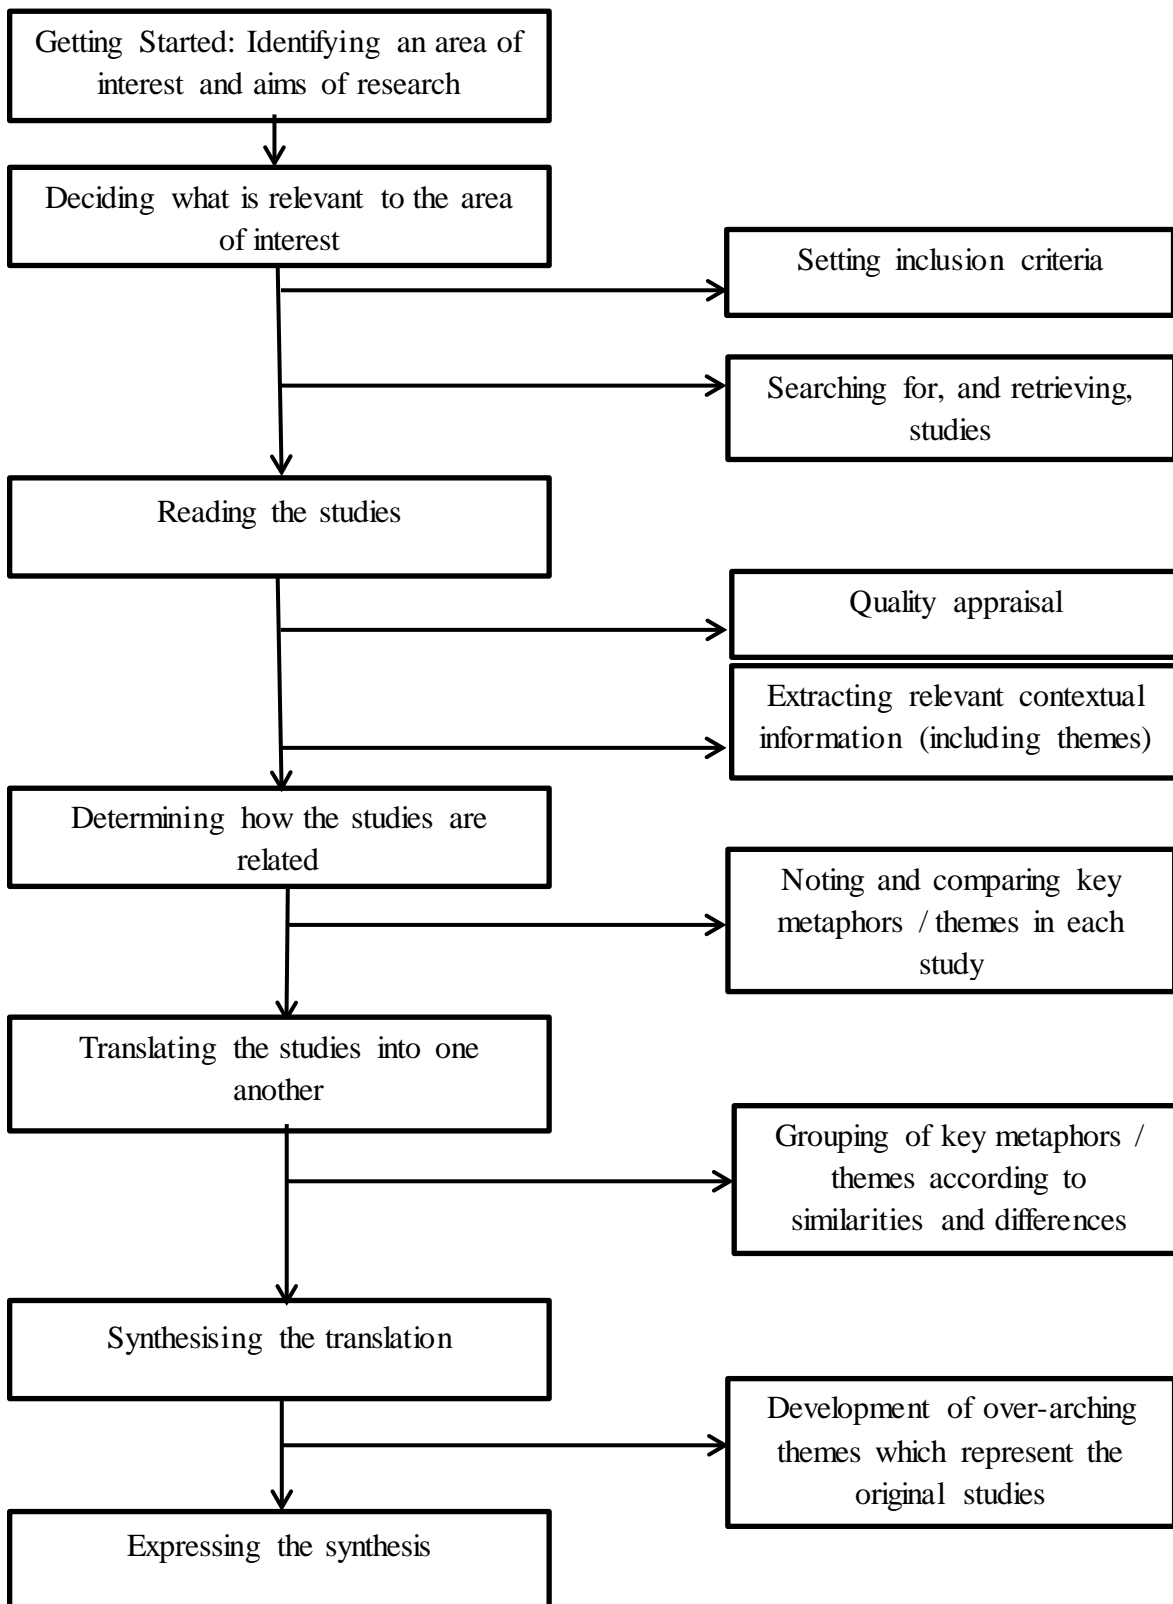 Getting Started: Identifying an area of
interest and aims of research
Deciding what is relevant to the area
of interest
Setting inclusion criteria
Searching for, and retrieving,
studies
Reading the studies
Quality appraisal
Extracting relevant contextual
information (including themes)
Determining how the studies are
related
Noting and comparing key
metaphors / themes in each
study
Translating the studies into one
another
Grouping of key metaphors /
themes according to
similarities and differences
Synthesising the translation
Development of over-arching
themes which represent the
original studies
Expressing the synthesis